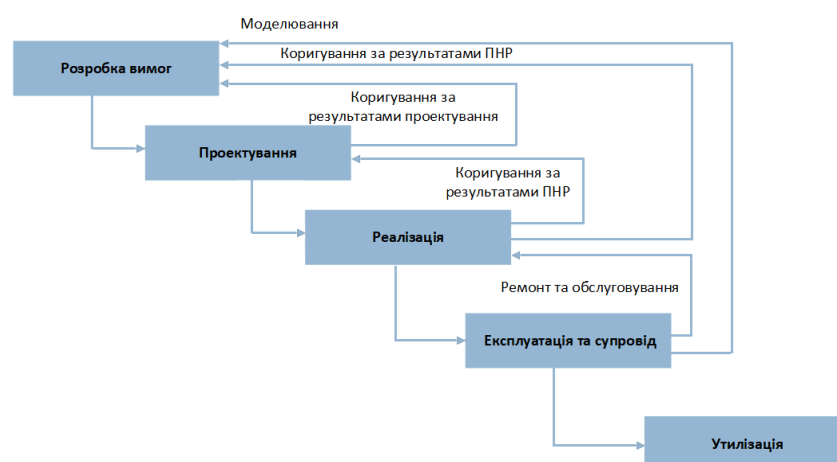 Моделювання
Коригування за результатами ПНР
Розробка вимог
Коригування за
результатами проектування
Проектування
Коригування за
результатами ПНР
Реалізація
Ремонт та обслуговування
Експлуатація та супровід
Утилізація